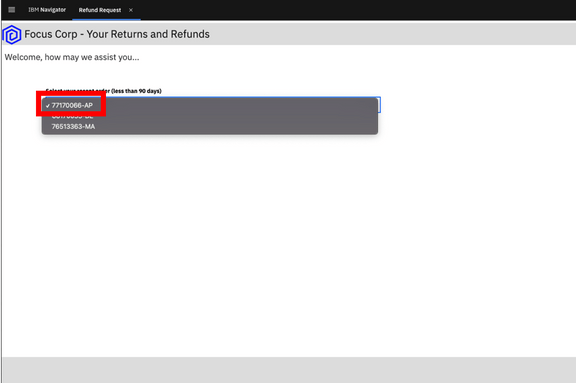 IBM Navigator
Refund Request
Focus Corp - Your Returns and Refunds
Welcome, how may we assist you...
Select your recent order (less than 90 days)
✓ 77170066-AP
76513363-MA